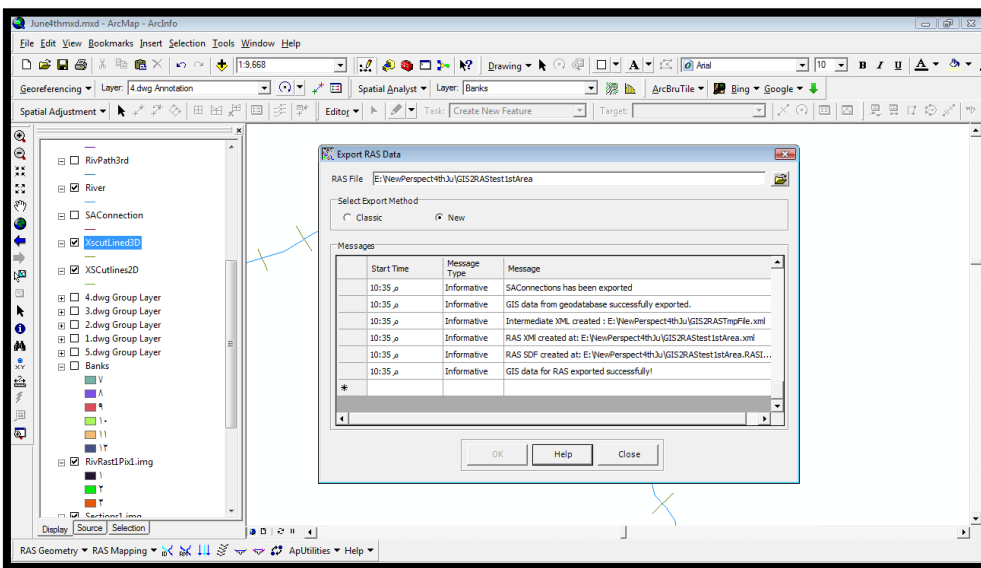 June4thmxd.mxd - ArcMap - ArcInfo
File Edit View Bookmarks Insert Selection Tools Window Help
1:9,668 Drawing A Arial 10 B I U A
Georeferencing Layer: 4.dwg Annotation Spatial Analyst Layer: Banks ArcBruTile Bing Google
Spatial Adjustment Editor Task: Create New Feature Target:
RivPath3rd
River
SAConnection
XscutLined3D
XSCutlines2D
4.dwg Group Layer
3.dwg Group Layer
2.dwg Group Layer
1.dwg Group Layer
5.dwg Group Layer
Banks
٧
٨
٩
١٠
١١
١٢
RivRast1Pix1.img
١
٢
٣
Sections1.img
Display Source Selection
Export RAS Data
RAS File E:\NewPerspect4thJu\GIS2RAStest1stArea
Select Export Method
Classic New
Messages
Start Time Message Type Message
10:35 م Informative SAConnections has been exported
10:35 م Informative GIS data from geodatabase successfully exported.
10:35 م Informative Intermediate XML created : E:\NewPerspect4thJu\GIS2RASTmpFile.xml
10:35 م Informative RAS XMl created at: E:\NewPerspect4thJu\GIS2RAStest1stArea.xml
10:35 م Informative RAS SDF created at: E:\NewPerspect4thJu\GIS2RAStest1stArea.RASI...
10:35 م Informative GIS data for RAS exported successfully!
*
OK Help Close
RAS Geometry RAS Mapping ID ApUtilities Help